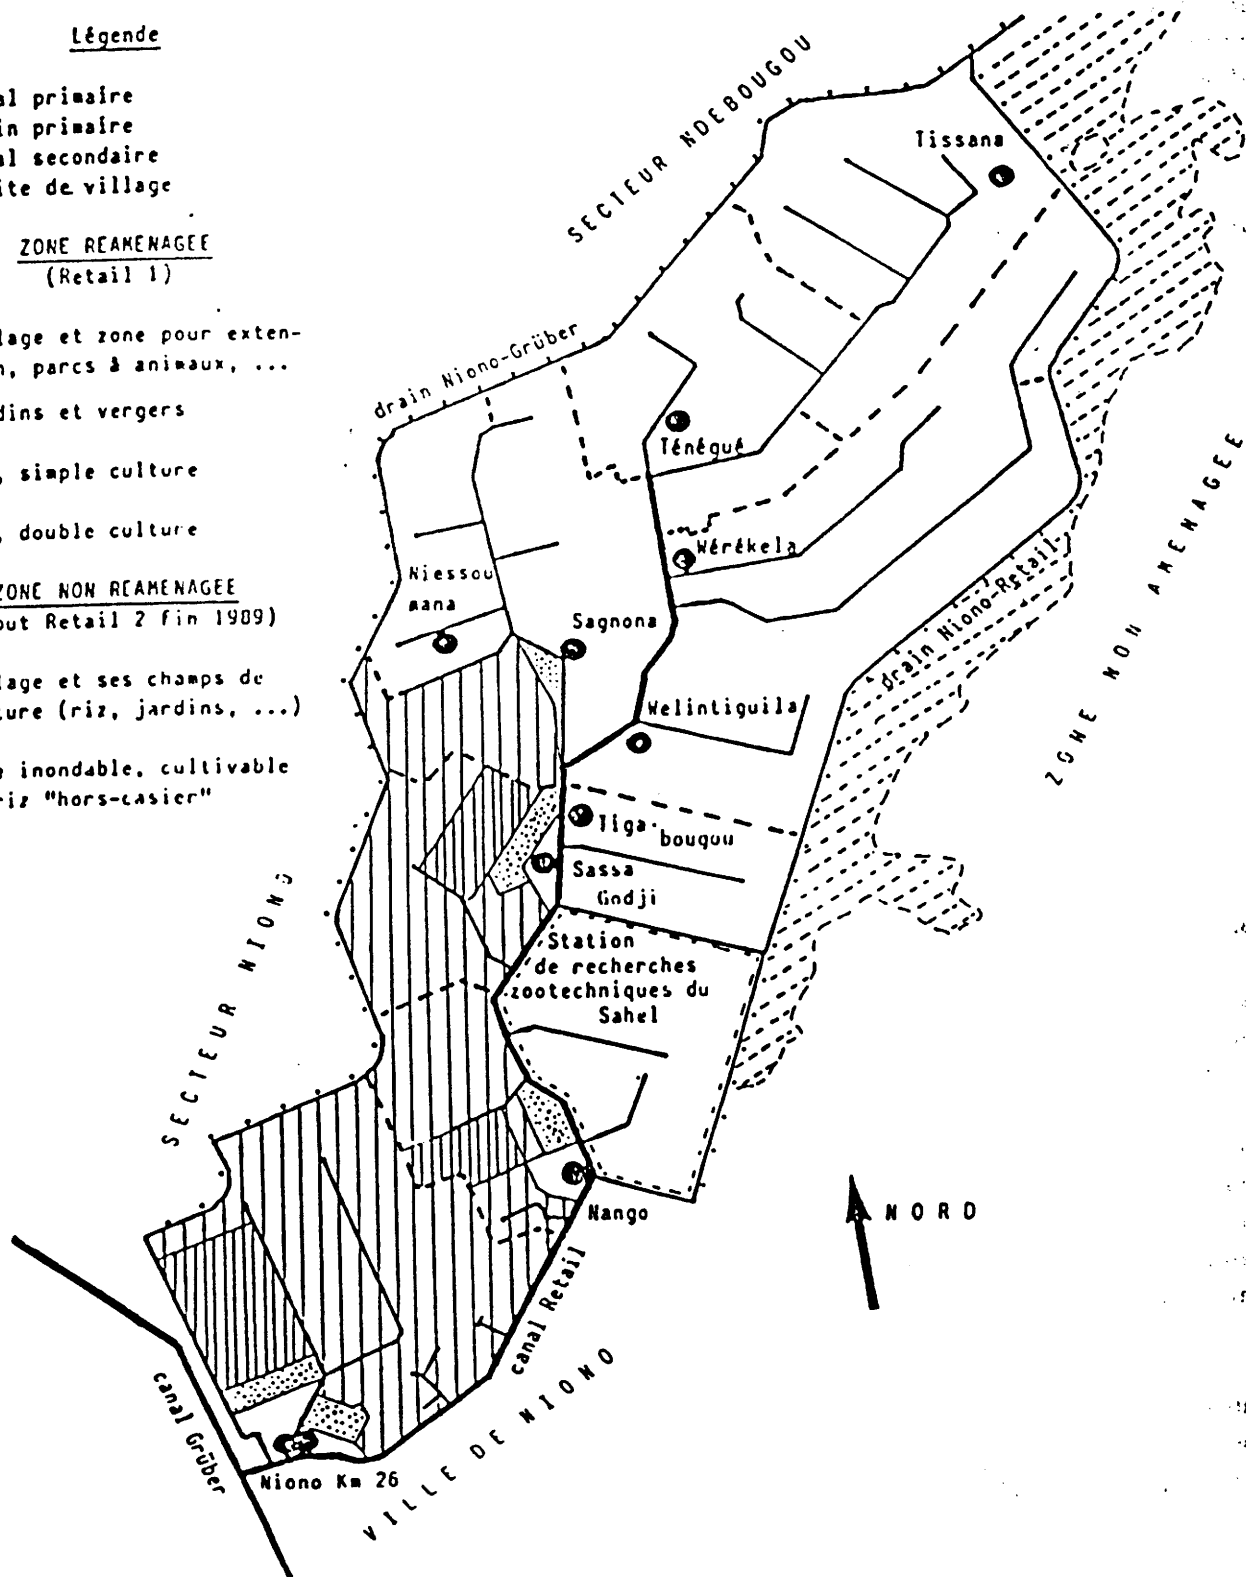 Légende
al primaire
in primaire
al secondaire
ite de village
ZONE REAMENAGEE
(Retail 1)
lage et zone pour exten-
n, parcs à animaux, ...
dins et vergers
, simple culture
, double culture
ZONE NON REAMENAGEE
out Retail 2 fin 1989)
lage et ses champs de
ture (riz, jardins, ...)
e inondable, cultivable
riz "hors-casier"
SECTEUR NDEBOUGOU
Tissana
drain Niono-Grüber
Ténégué
Wérékela
Niessou
mana
Sagnona
Welintiguila
drain Niono-Retail
ZONE NON AMENAGEE
Tiga-
bougou
Sassa
Godji
SECTEUR NIONO
Station
de recherches
zootechniques du
Sahel
Nango
NORD
canal Retail
canal Grüber
Niono Km 26
VILLE DE NIONO